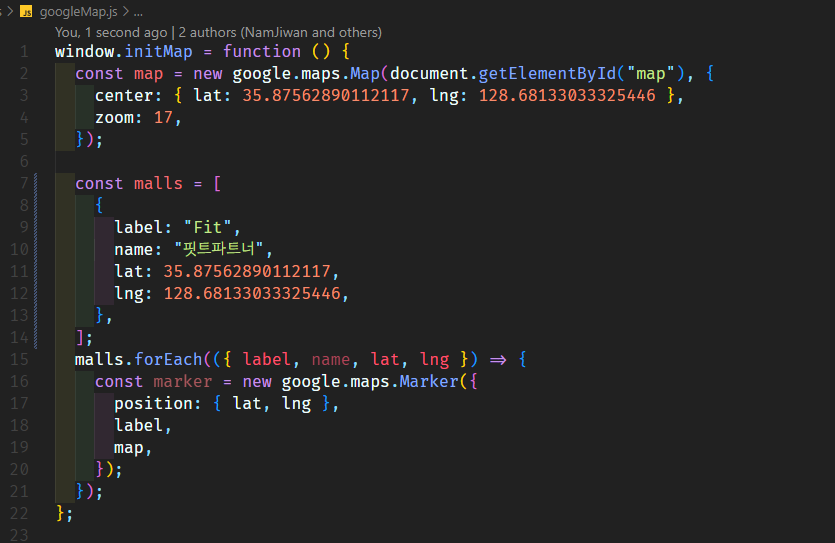 s > JS googleMap.js > ...
You, 1 second ago | 2 authors (NamJiwan and others)
1 window.initMap = function () {
2 const map = new google.maps.Map(document.getElementById("map"), {
3 center: { lat: 35.87562890112117, lng: 128.68133033325446 },
4 zoom: 17,
5 });
6
7 const malls = [
8 {
9 label: "Fit",
10 name: "핏트파트너",
11 lat: 35.87562890112117,
12 lng: 128.68133033325446,
13 },
14 ];
15 malls.forEach(({ label, name, lat, lng }) => {
16 const marker = new google.maps.Marker({
17 position: { lat, lng },
18 label,
19 map,
20 });
21 });
22 };
23